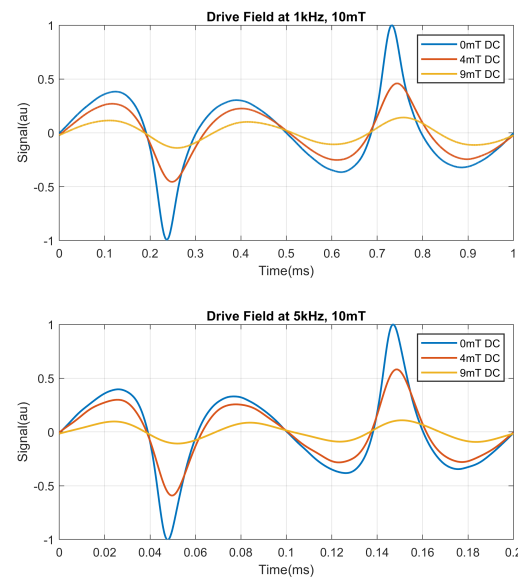 Drive Field at 1kHz, 10mT
1
0.5
0
-0.5
-1
Signal(au)
0mT DC
4mT DC
9mT DC
0 0.1 0.2 0.3 0.4 0.5 0.6 0.7 0.8 0.9 1
Time(ms)
Drive Field at 5kHz, 10mT
1
0.5
0
-0.5
-1
Signal(au)
0mT DC
4mT DC
9mT DC
0 0.02 0.04 0.06 0.08 0.1 0.12 0.14 0.16 0.18 0.2
Time(ms)